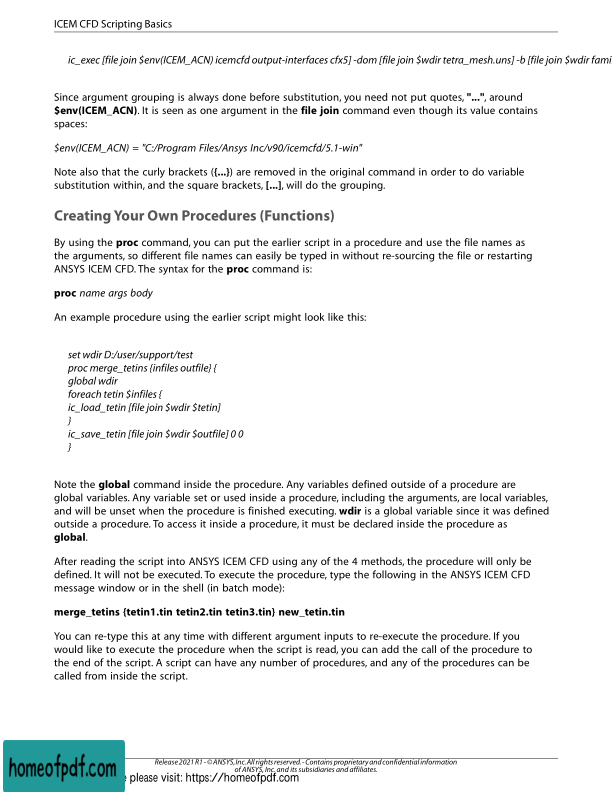 ICEM CFD Scripting Basics
ic_exec [file join $env(ICEM_ACN) icemcfd output-interfaces cfx5] -dom [file join $wdir tetra_mesh.uns] -b [file join $wdir fami
Since argument grouping is always done before substitution, you need not put quotes, "...", around
$env(ICEM_ACN). It is seen as one argument in the file join command even though its value contains
spaces:
$env(ICEM_ACN) = "C:/Program Files/Ansys Inc/v90/icemcfd/5.1-win"
Note also that the curly brackets ({...}) are removed in the original command in order to do variable
substitution within, and the square brackets, [...], will do the grouping.
Creating Your Own Procedures (Functions)
By using the proc command, you can put the earlier script in a procedure and use the file names as
the arguments, so different file names can easily be typed in without re-sourcing the file or restarting
ANSYS ICEM CFD. The syntax for the proc command is:
proc name args body
An example procedure using the earlier script might look like this:
set wdir D:/user/support/test
proc merge_tetins {infiles outfile} {
global wdir
foreach tetin $infiles {
ic_load_tetin [file join $wdir $tetin]
}
ic_save_tetin [file join $wdir $outfile] 0 0
}
Note the global command inside the procedure. Any variables defined outside of a procedure are
global variables. Any variable set or used inside a procedure, including the arguments, are local variables,
and will be unset when the procedure is finished executing. wdir is a global variable since it was defined
outside a procedure. To access it inside a procedure, it must be declared inside the procedure as
global.
After reading the script into ANSYS ICEM CFD using any of the 4 methods, the procedure will only be
defined. It will not be executed. To execute the procedure, type the following in the ANSYS ICEM CFD
message window or in the shell (in batch mode):
merge_tetins {tetin1.tin tetin2.tin tetin3.tin} new_tetin.tin
You can re-type this at any time with different argument inputs to re-execute the procedure. If you
would like to execute the procedure when the script is read, you can add the call of the procedure to
the end of the script. A script can have any number of procedures, and any of the procedures can be
called from inside the script.
Release 2021 R1 - © ANSYS, Inc. All rights reserved. - Contains proprietary and confidential information
of ANSYS, Inc. and its subsidiaries and affiliates.
homeofpdf.com
please visit: https://homeofpdf.com